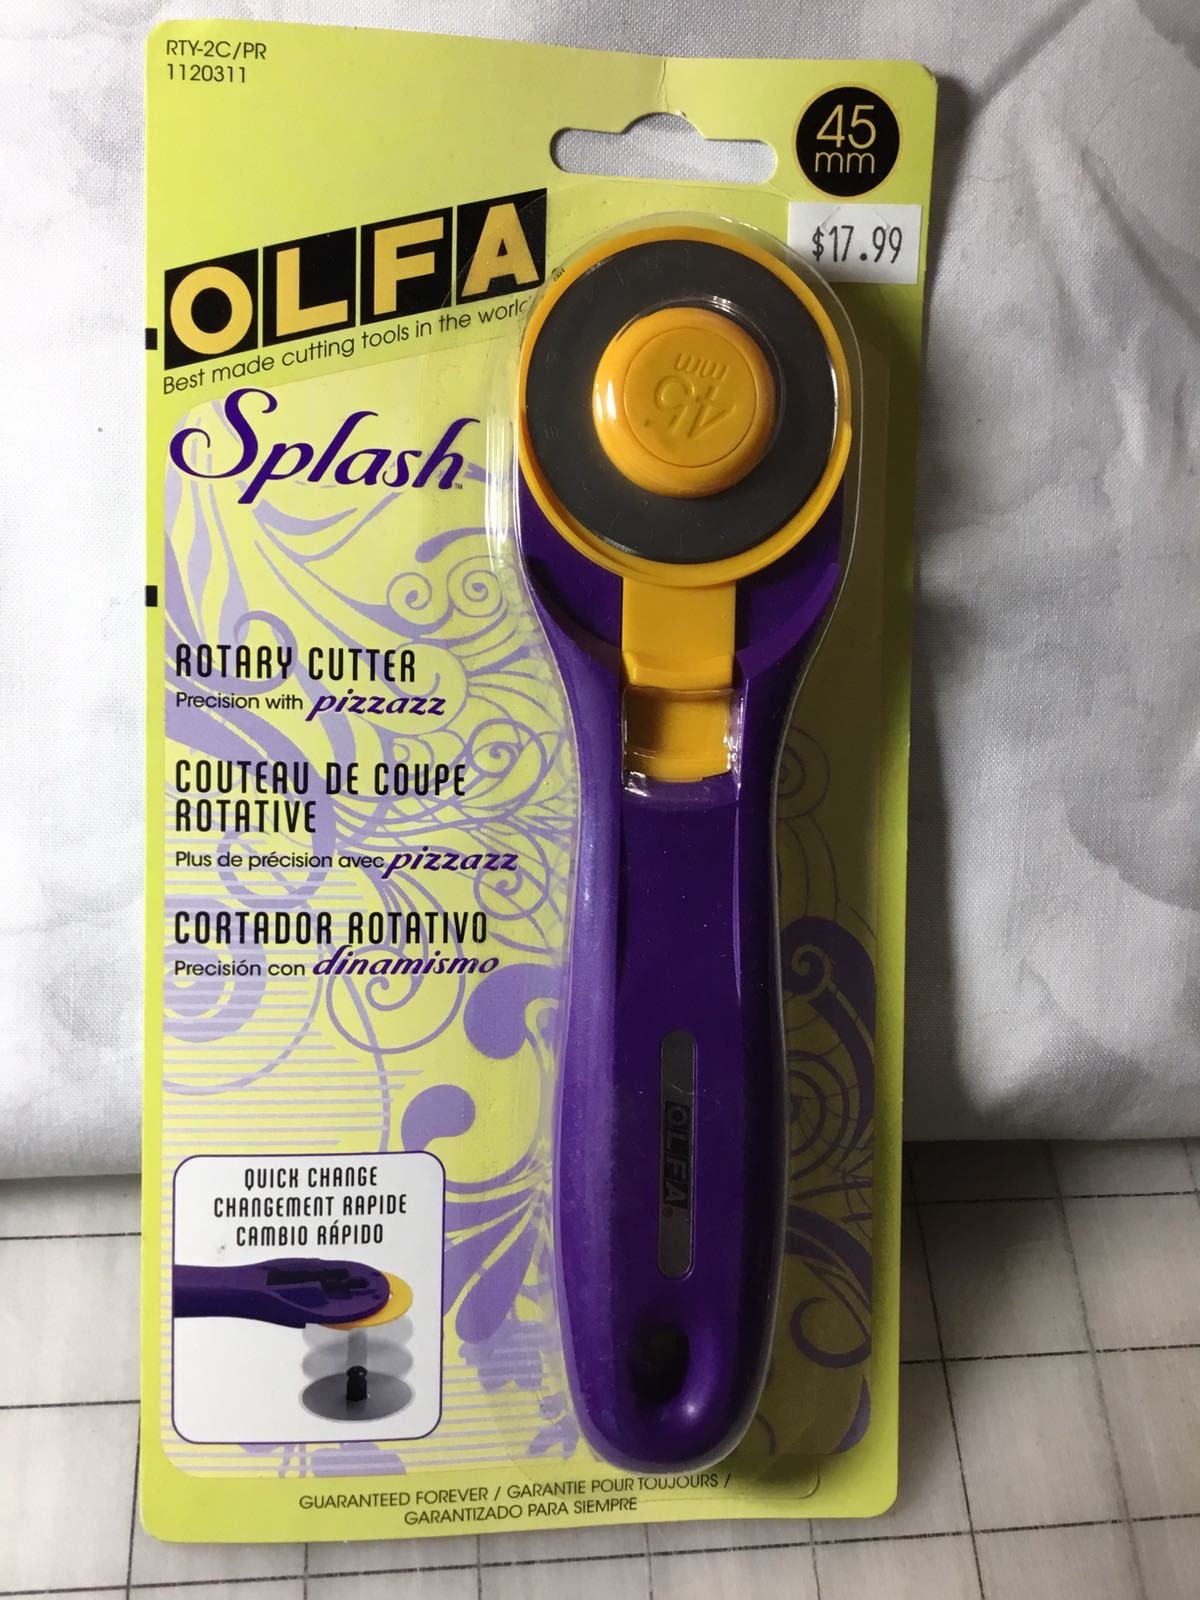 RTY-2C/PR
1120311
45
mm
$17.99
OLFA
Best made cutting tools in the world
Splash™
45
mm
ROTARY CUTTER
Precision with pizzazz
COUTEAU DE COUPE
ROTATIVE
Plus de précision avec pizzazz
CORTADOR ROTATIVO
Precisión con dinamismo
OLFA®
QUICK CHANGE
CHANGEMENT RAPIDE
CAMBIO RÁPIDO
GUARANTEED FOREVER / GARANTIE POUR TOUJOURS /
GARANTIZADO PARA SIEMPRE